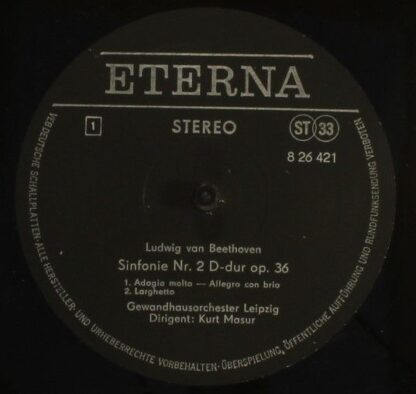 ETERNA
1 STEREO ST 33
8 26 421
Ludwig van Beethoven
Sinfonie Nr. 2 D-dur op. 36
1. Adagio molto — Allegro con brio
2. Larghetto
Gewandhausorchester Leipzig
Dirigent: Kurt Masur
VEB DEUTSCHE SCHALLPLATTEN · ALLE HERSTELLER- UND URHEBERRECHTE VORBEHALTEN · ÜBERSPIELUNG, ÖFFENTLICHE AUFFÜHRUNG UND RUNDFUNKSENDUNG VERBOTEN